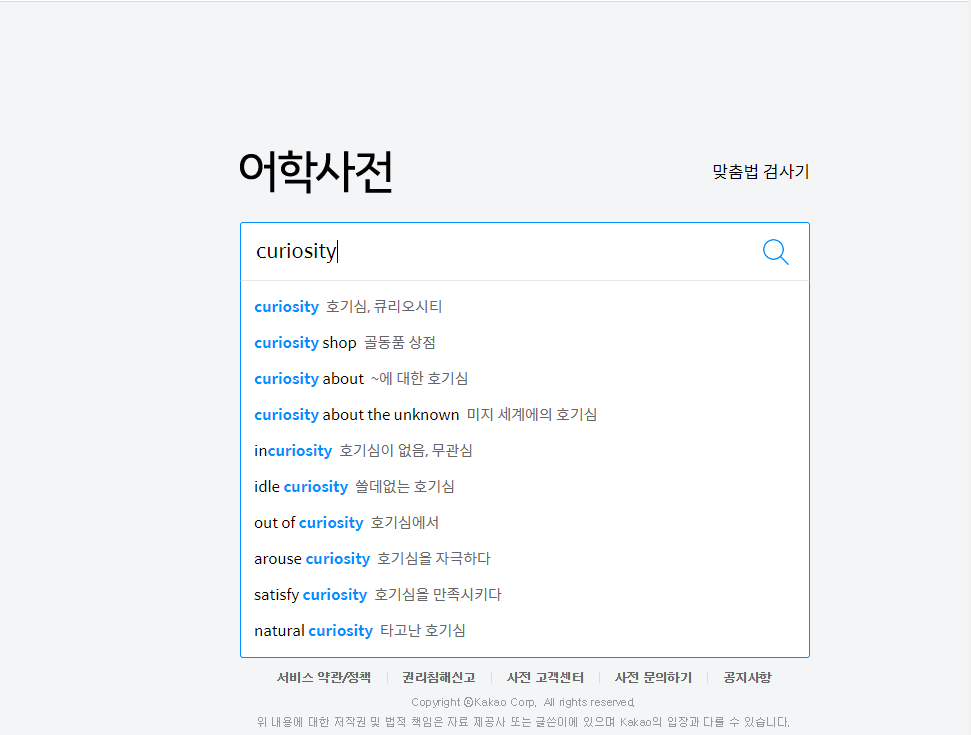 어학사전
맞춤법 검사기
curiosity
curiosity 호기심, 큐리오시티
curiosity shop 골동품 상점
curiosity about ~에 대한 호기심
curiosity about the unknown 미지 세계에의 호기심
incuriosity 호기심이 없음, 무관심
idle curiosity 쓸데없는 호기심
out of curiosity 호기심에서
arouse curiosity 호기심을 자극하다
satisfy curiosity 호기심을 만족시키다
natural curiosity 타고난 호기심
서비스 약관/정책 권리침해신고 사전 고객센터 사전 문의하기 공지사항
Copyright ⓒKakao Corp. All rights reserved.
위 내용에 대한 저작권 및 법적 책임은 자료 제공사 또는 글쓴이에 있으며 Kakao의 입장과 다를 수 있습니다.